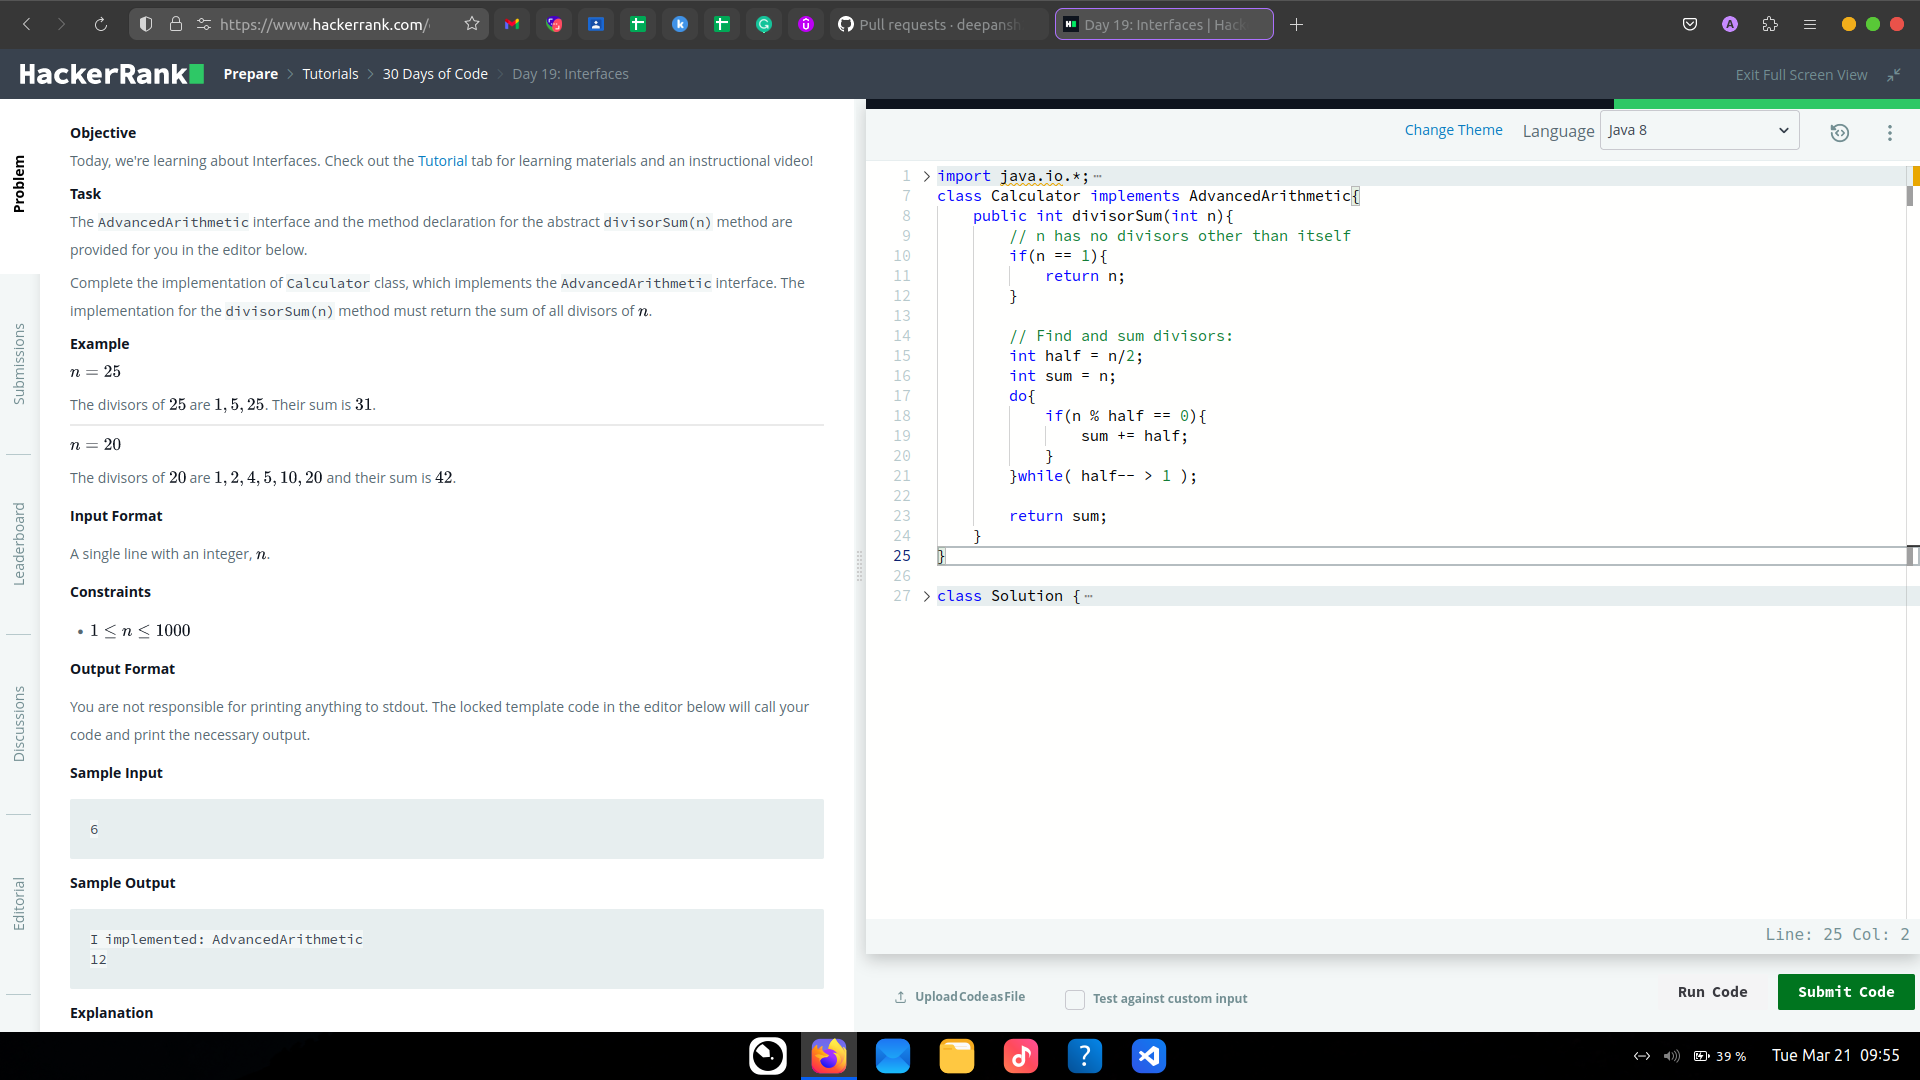 https://www.hackerrank.com/
Pull requests · deepansh
Day 19: Interfaces | Hack
A
HackerRank
Prepare > Tutorials > 30 Days of Code > Day 19: Interfaces
Exit Full Screen View
Problem
Submissions
Leaderboard
Discussions
Editorial
Objective
Today, we're learning about Interfaces. Check out the Tutorial tab for learning materials and an instructional video!
Task
The AdvancedArithmetic interface and the method declaration for the abstract divisorSum(n) method are
provided for you in the editor below.
Complete the implementation of Calculator class, which implements the AdvancedArithmetic interface. The
implementation for the divisorSum(n) method must return the sum of all divisors of n.
Example
n = 25
The divisors of 25 are 1, 5, 25. Their sum is 31.
n = 20
The divisors of 20 are 1, 2, 4, 5, 10, 20 and their sum is 42.
Input Format
A single line with an integer, n.
Constraints
• 1 ≤ n ≤ 1000
Output Format
You are not responsible for printing anything to stdout. The locked template code in the editor below will call your
code and print the necessary output.
Sample Input
6
Sample Output
I implemented: AdvancedArithmetic
12
Explanation
Change Theme
Language
Java 8
1 import java.io.*;
7 class Calculator implements AdvancedArithmetic{
8 public int divisorSum(int n){
9 // n has no divisors other than itself
10 if(n == 1){
11 return n;
12 }
13
14 // Find and sum divisors:
15 int half = n/2;
16 int sum = n;
17 do{
18 if(n % half == 0){
19 sum += half;
20 }
21 }while( half-- > 1 );
22
23 return sum;
24 }
25 }
26
27 class Solution {
Line: 25 Col: 2
Upload Code as File
Test against custom input
Run Code
Submit Code
39 %
Tue Mar 21 09:55